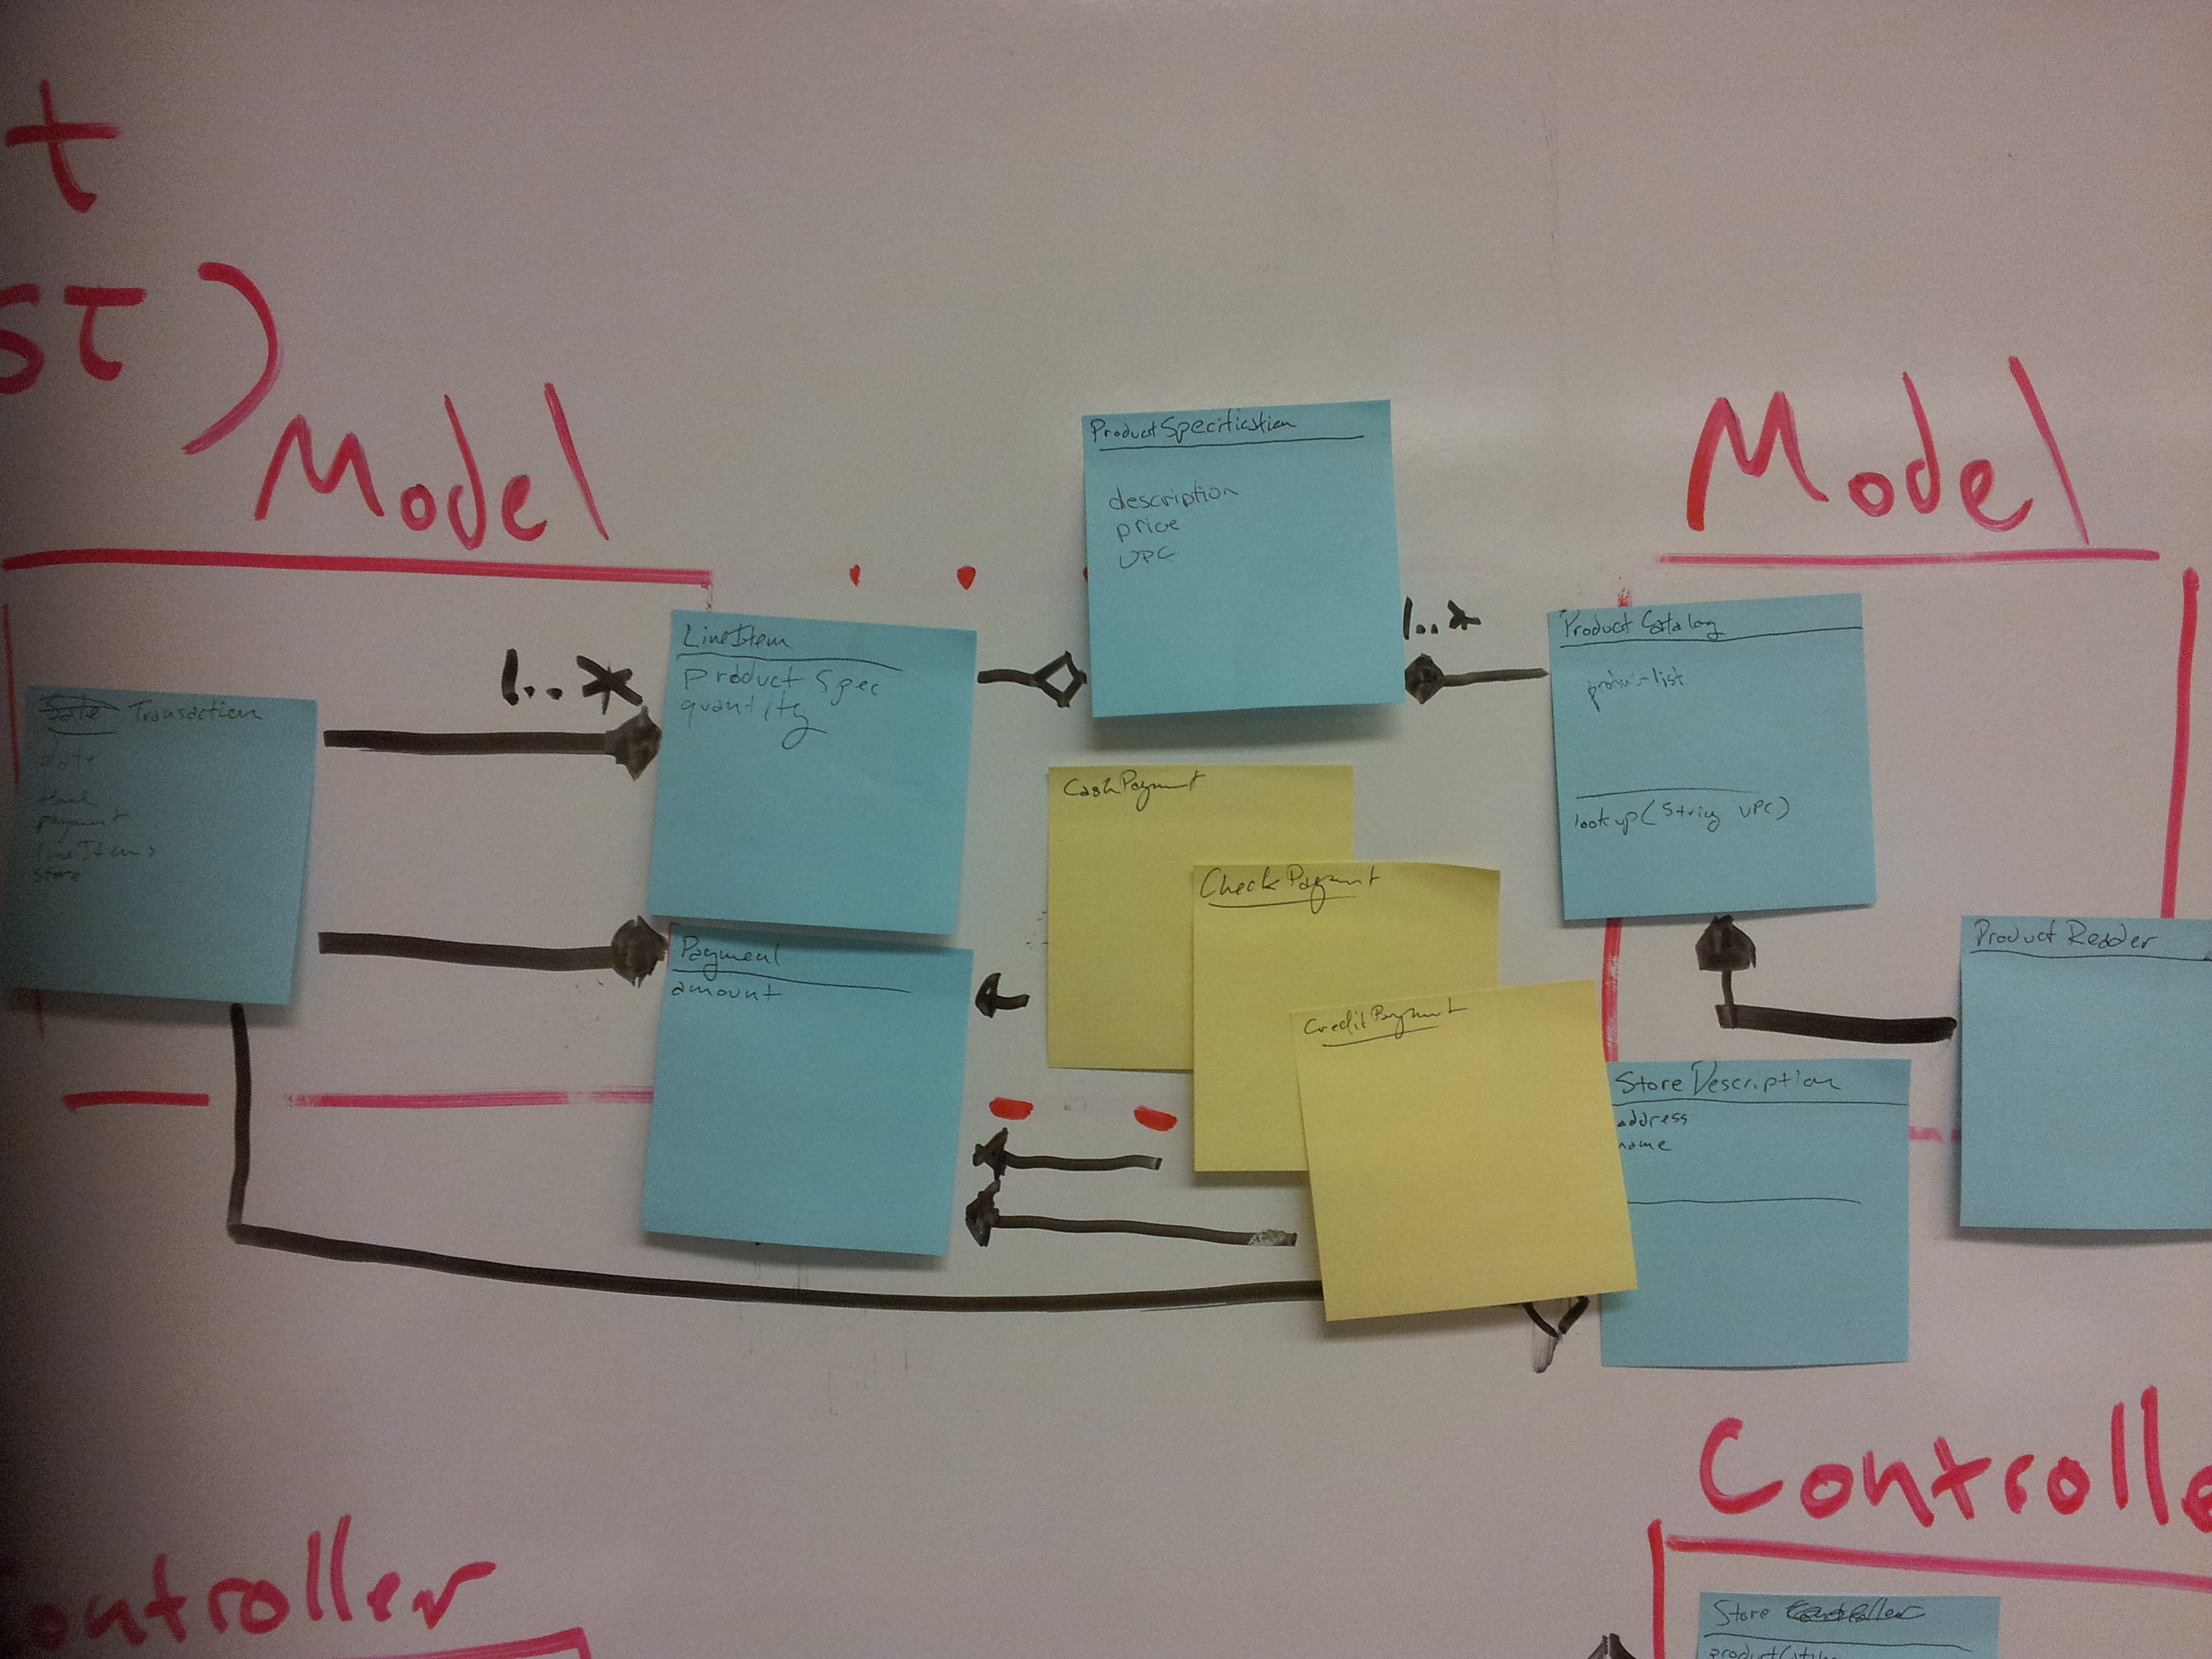 t
ST)
Model
Model
ProductSpecification
description
price
UPC
1..*
LineItem
Product Spec
quantity
1..*
Product Catalog
product list
lookup(String UPC)
Sale Transaction
date
total
payment
lineItems
store
CashPayment
CheckPayment
CreditPayment
Payment
amount
Product Reader
Store Description
address
name
Controlle
ontroller
Store Controller